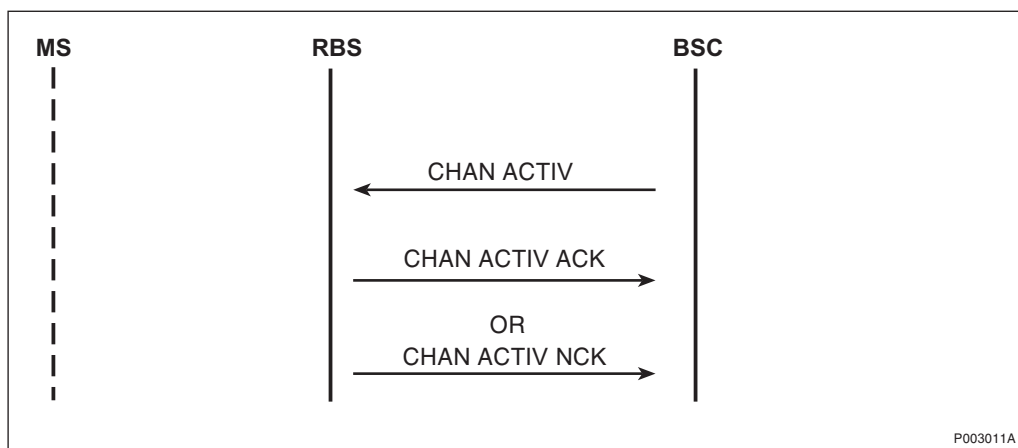 MS RBS BSC
CHAN ACTIV
CHAN ACTIV ACK
OR
CHAN ACTIV NCK
P003011A